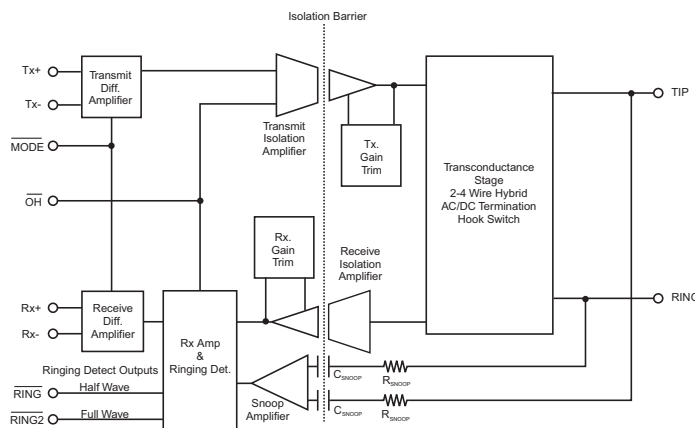 Isolation Barrier
Tx+
Tx-
Transmit
Diff.
Amplifier
MODE
OH
Transmit
Isolation
Amplifier
Tx.
Gain
Trim
Transconductance
Stage
2-4 Wire Hybrid
AC/DC Termination
Hook Switch
TIP
RING
Rx.
Gain
Trim
Receive
Isolation
Amplifier
Rx+
Rx-
Receive
Diff.
Amplifier
Rx Amp
&
Ringing Det.
Ringing Detect Outputs
RING
Half Wave
RING2
Full Wave
Snoop
Amplifier
CSNOOP
RSNOOP
CSNOOP
RSNOOP